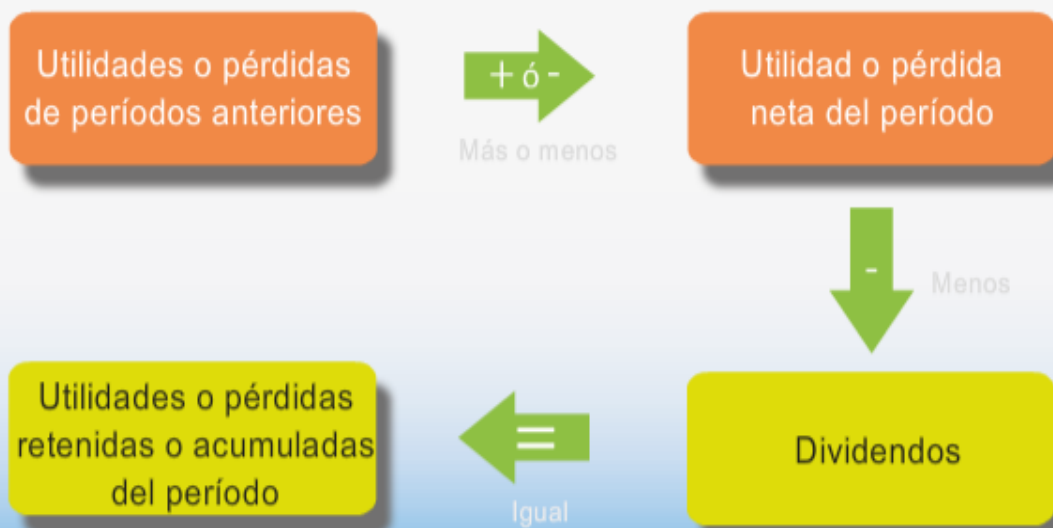 Utilidades o pérdidas
de períodos anteriores
+ ó -
Más o menos
Utilidad o pérdida
neta del período
-
Menos
Dividendos
=
Igual
Utilidades o pérdidas
retenidas o acumuladas
del período